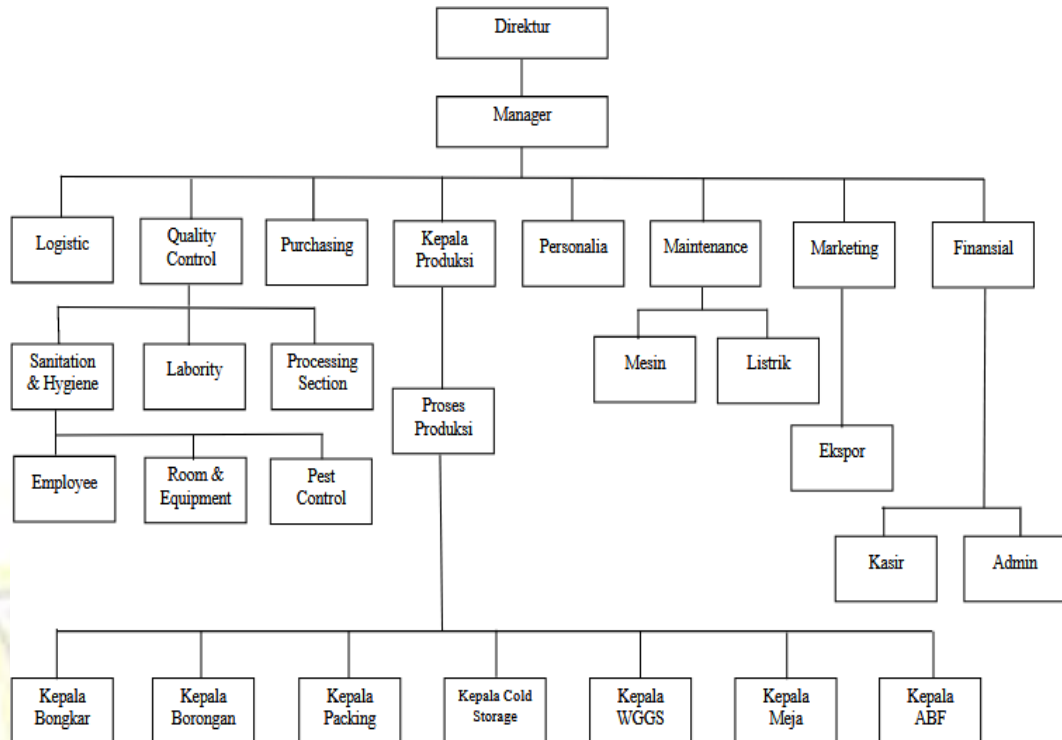 Direktur
Manager
Logistic
Quality
Control
Purchasing
Kepala
Produksi
Personalia
Maintenance
Marketing
Finansial
Sanitation
& Hygiene
Labority
Processing
Section
Mesin
Listrik
Proses
Produksi
Ekspor
Employee
Room &
Equipment
Pest
Control
Kasir
Admin
Kepala
Bongkar
Kepala
Borongan
Kepala
Packing
Kepala Cold
Storage
Kepala
WGGS
Kepala
Meja
Kepala
ABF